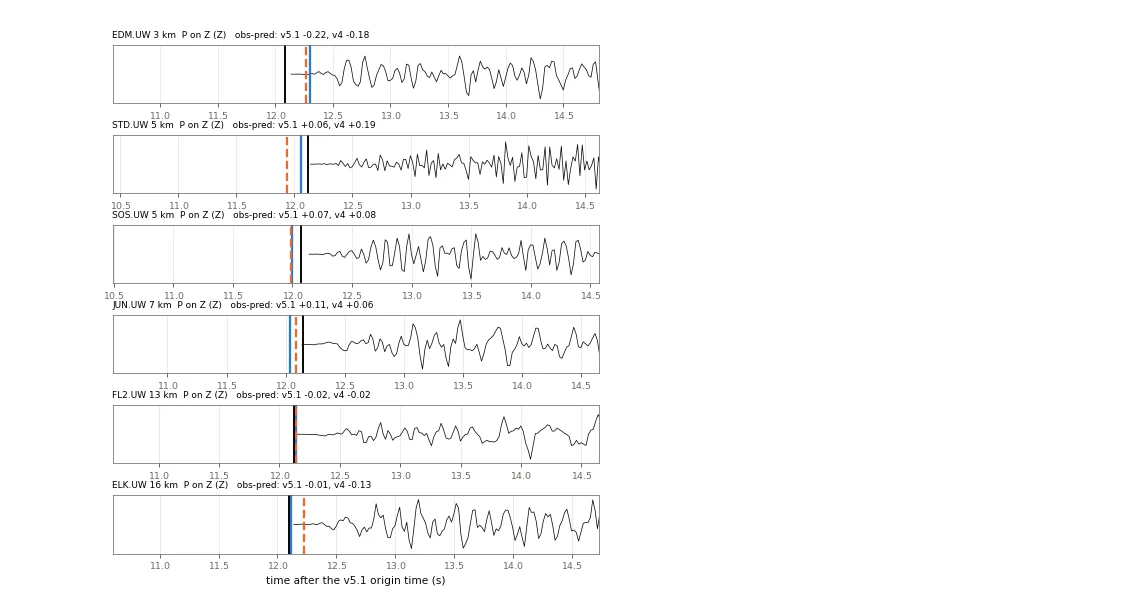 EDM.UW 3 km  P on Z (Z)   obs-pred: v5.1 -0.22, v4 -0.18
11.0 11.5 12.0 12.5 13.0 13.5 14.0 14.5
STD.UW 5 km  P on Z (Z)   obs-pred: v5.1 +0.06, v4 +0.19
10.5 11.0 11.5 12.0 12.5 13.0 13.5 14.0 14.5
SOS.UW 5 km  P on Z (Z)   obs-pred: v5.1 +0.07, v4 +0.08
10.5 11.0 11.5 12.0 12.5 13.0 13.5 14.0 14.5
JUN.UW 7 km  P on Z (Z)   obs-pred: v5.1 +0.11, v4 +0.06
11.0 11.5 12.0 12.5 13.0 13.5 14.0 14.5
FL2.UW 13 km  P on Z (Z)   obs-pred: v5.1 -0.02, v4 -0.02
11.0 11.5 12.0 12.5 13.0 13.5 14.0 14.5
ELK.UW 16 km  P on Z (Z)   obs-pred: v5.1 -0.01, v4 -0.13
11.0 11.5 12.0 12.5 13.0 13.5 14.0 14.5
time after the v5.1 origin time (s)